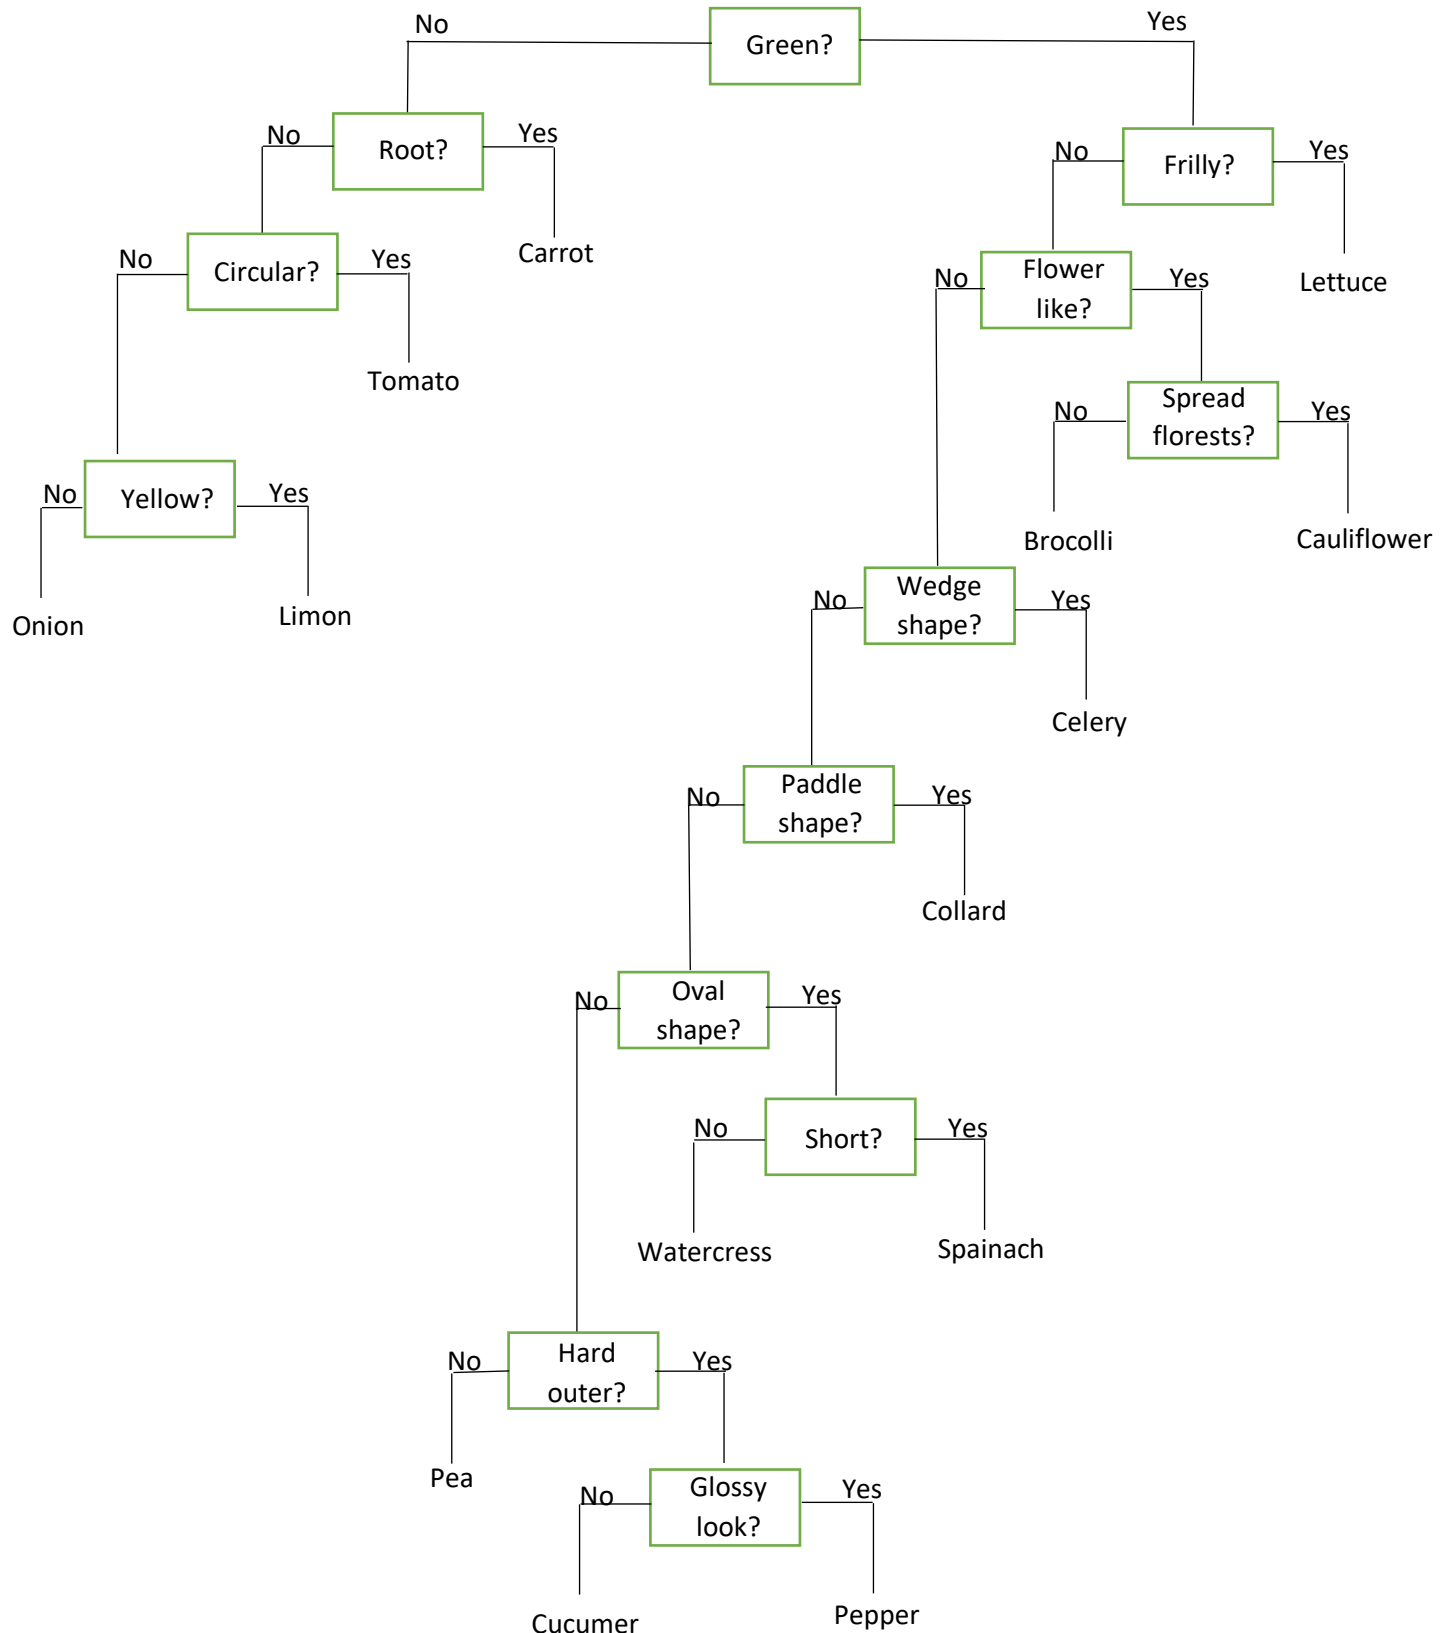 No
Yes
Green?
No
Yes
Root?
No
Yes
Frilly?
Carrot
No
Yes
Circular?
Lettuce
No
Yes
Flower
like?
Tomato
No
Yes
Spread
florests?
No
Yes
Yellow?
Brocolli
Cauliflower
Onion
Limon
No
Yes
Wedge
shape?
Celery
No
Yes
Paddle
shape?
Collard
No
Yes
Oval
shape?
No
Yes
Short?
Watercress
Spainach
No
Yes
Hard
outer?
Pea
No
Yes
Glossy
look?
Cucumer
Pepper